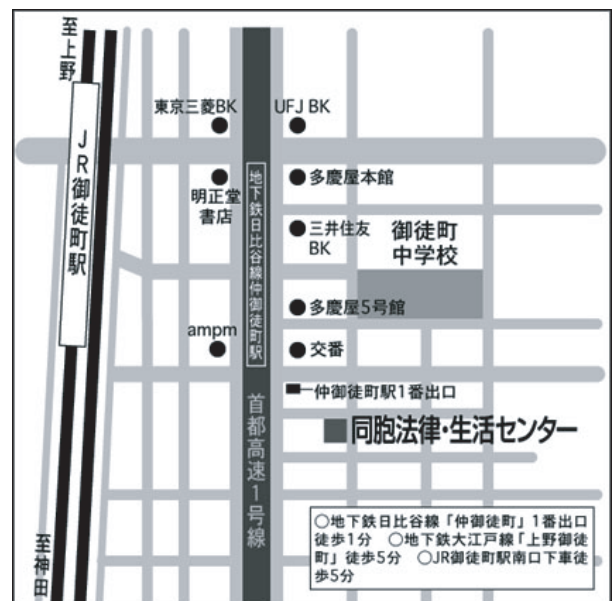 至上野
JR御徒町駅
至神田
東京三菱BK
UFJ BK
明正堂
書店
多慶屋本館
地下鉄日比谷線仲御徒町駅
三井住友
BK
御徒町
中学校
多慶屋5号館
ampm
交番
仲御徒町駅1番出口
首都高速1号線
同胞法律・生活センター
○地下鉄日比谷線「仲御徒町」1番出口
徒歩1分　○地下鉄大江戸線「上野御徒
町」徒歩5分　○JR御徒町駅南口下車徒
歩5分